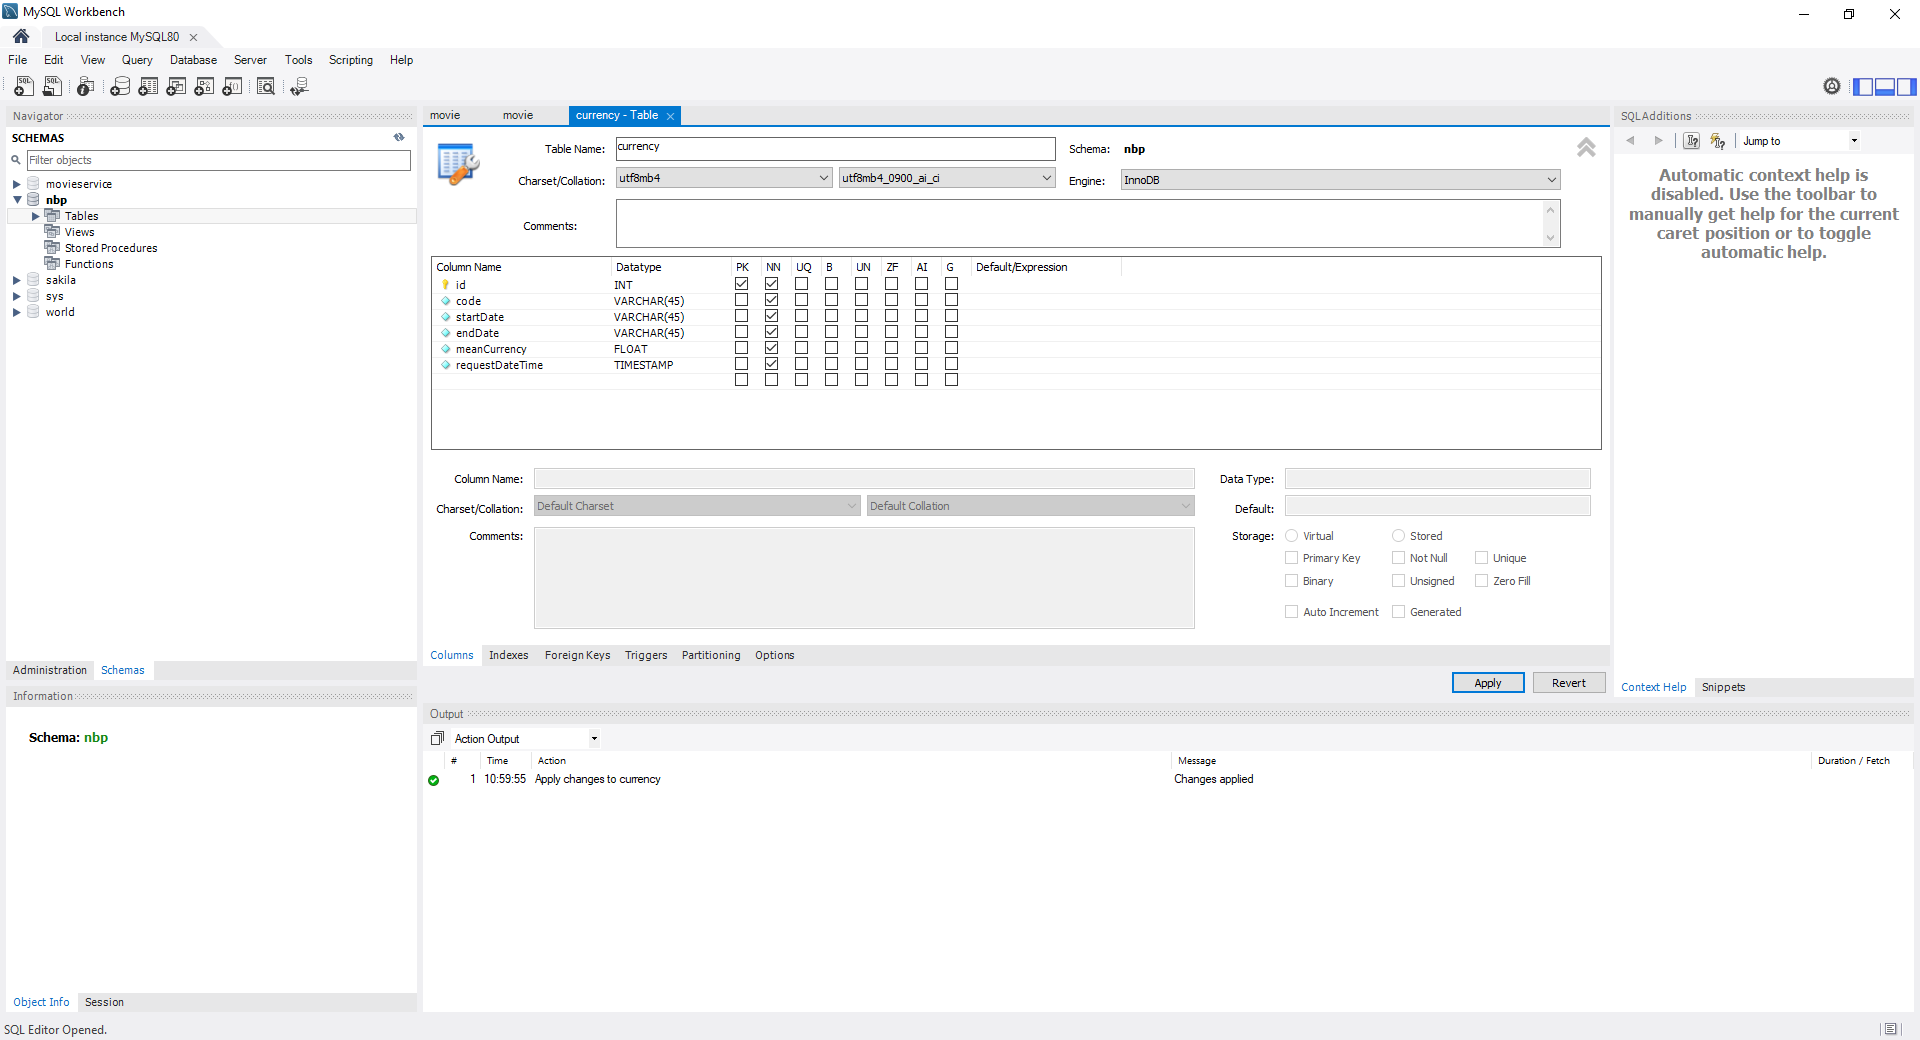 MySQL Workbench
Local instance MySQL80
File Edit View Query Database Server Tools Scripting Help
Navigator
SCHEMAS
Filter objects
movieservice
nbp
Tables
Views
Stored Procedures
Functions
sakila
sys
world
Administration Schemas
Information
Schema: nbp
Object Info Session
movie movie currency - Table
Table Name: currency Schema: nbp
Charset/Collation: utf8mb4 utf8mb4_0900_ai_ci Engine: InnoDB
Comments:
Column Name Datatype PK NN UQ B UN ZF AI G Default/Expression
id INT
code VARCHAR(45)
startDate VARCHAR(45)
endDate VARCHAR(45)
meanCurrency FLOAT
requestDateTime TIMESTAMP
Column Name: Data Type:
Charset/Collation: Default Charset Default Collation Default:
Comments: Storage: Virtual Stored
Primary Key Not Null Unique
Binary Unsigned Zero Fill
Auto Increment Generated
Columns Indexes Foreign Keys Triggers Partitioning Options
Apply Revert
Output
Action Output
# Time Action Message Duration / Fetch
1 10:59:55 Apply changes to currency Changes applied
SQLAdditions
Jump to
Automatic context help is
disabled. Use the toolbar to
manually get help for the current
caret position or to toggle
automatic help.
Context Help Snippets
SQL Editor Opened.